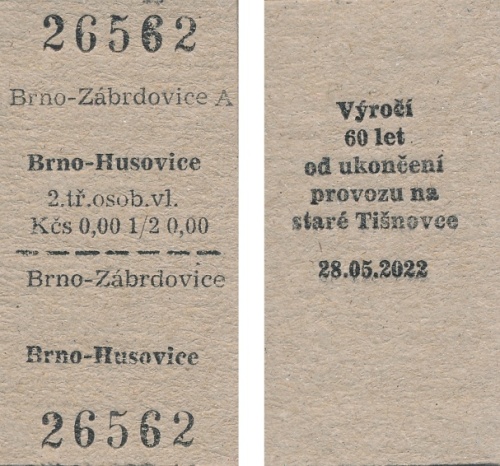 26562
Brno-Zábrdovice A
Brno-Husovice
2.tř.osob.vl.
Kčs 0,00 1/2 0,00
Brno-Zábrdovice
Brno-Husovice
26562
Výročí
60 let
od ukončení
provozu na
staré Tišnovce
28.05.2022